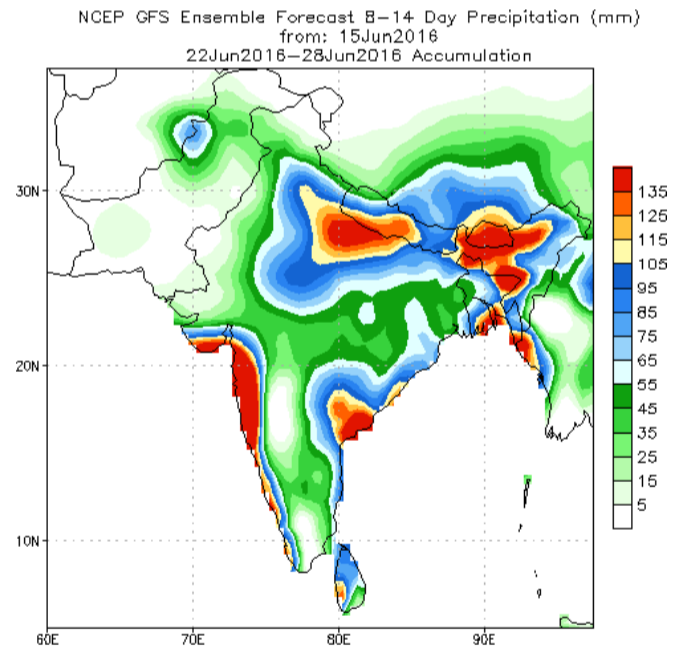 NCEP GFS Ensemble Forecast 8-14 Day Precipitation (mm)
from: 15Jun2016
22Jun2016-28Jun2016 Accumulation
30N
20N
10N
60E 70E 80E 90E
135
125
115
105
95
85
75
65
55
45
35
25
15
5